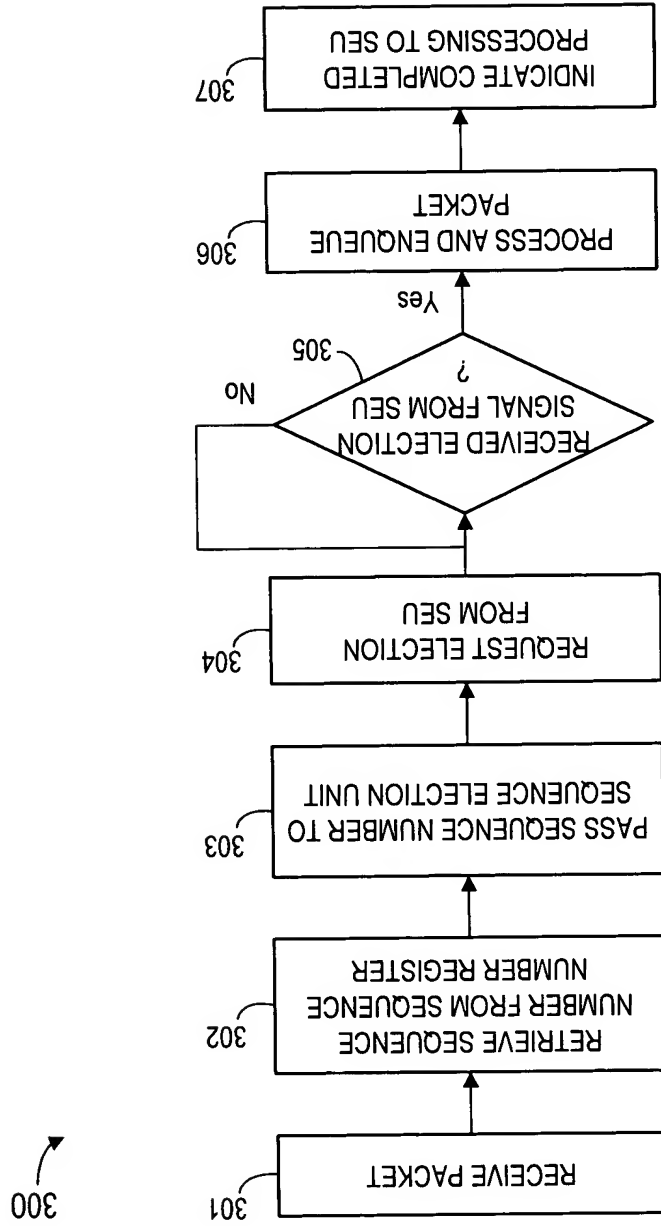 300
RECEIVE PACKET
301
RETRIEVE SEQUENCE
NUMBER FROM SEQUENCE
NUMBER REGISTER
302
PASS SEQUENCE NUMBER TO
SEQUENCE ELECTION UNIT
303
REQUEST ELECTION
FROM SEU
304
RECEIVED ELECTION
SIGNAL FROM SEU
?
305
No
Yes
PROCESS AND ENQUEUE
PACKET
306
INDICATE COMPLETED
PROCESSING TO SEU
307